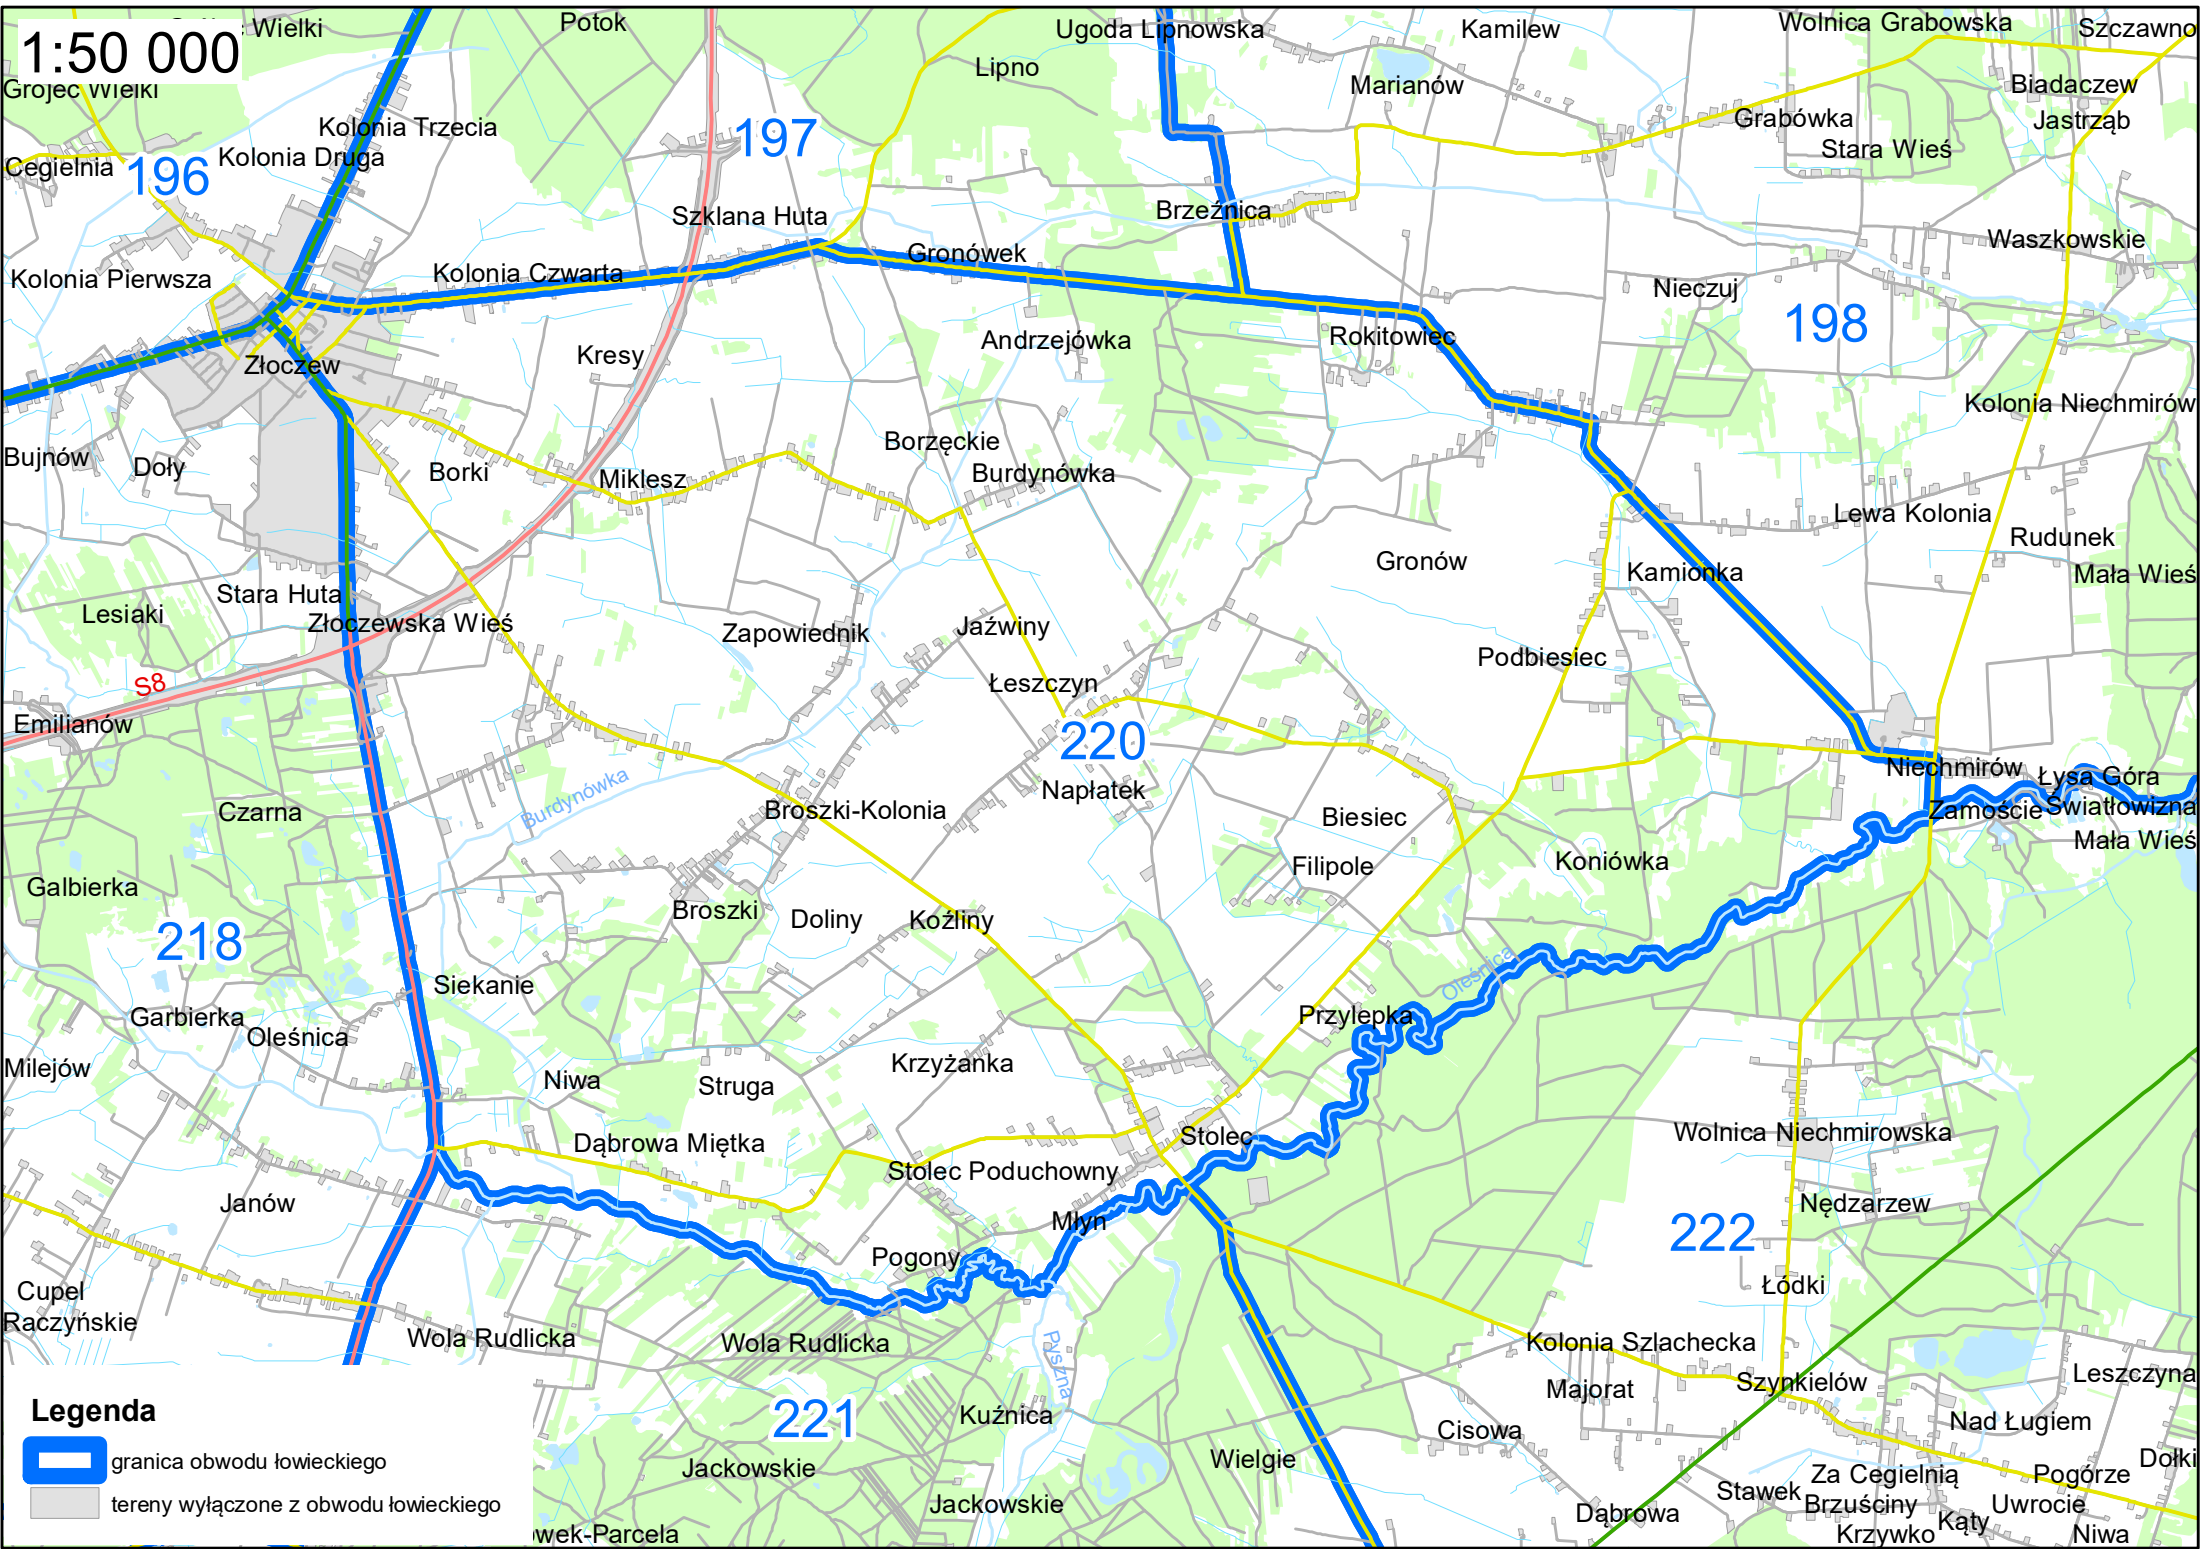 1:50 000
Wielki
Potok
Ugoda Lipnowska
Kamilew
Wolnica Grabowska
Szczawno
Lipno
Marianów
Biadaczew
Grójec Wielki
Kolonia Trzecia
197
Grabówka
Jastrząb
Cegielnia
196
Kolonia Druga
Stara Wieś
Szklana Huta
Brzeźnica
Waszkowskie
Kolonia Pierwsza
Kolonia Czwarta
Gronówek
Nieczuj
198
Złoczew
Kresy
Andrzejówka
Rokitowiec
Kolonia Niechmirów
Bujnów
Doły
Borki
Miklesz
Borzęckie
Burdynówka
Lewa Kolonia
Rudunek
Gronów
Kamionka
Mała Wieś
Lesiaki
Stara Huta
Złoczewska Wieś
Zapowiednik
Jaźwiny
Podbiesiec
S8
Łeszczyn
Emilianów
220
Niechmirów
Łysa Góra
Burdynówka
Napłatek
Czarna
Broszki-Kolonia
Biesiec
Zamoście
Światłowizna
Mała Wieś
Galbierka
Filipole
Koniówka
Broszki
Doliny
Koźliny
218
Siekanie
Oleśnica
Garbierka
Oleśnica
Przylepka
Milejów
Niwa
Struga
Krzyżanka
Dąbrowa Miętka
Stolec
Wolnica Niechmirowska
Stolec Poduchowny
Janów
Młyn
Nędzarzew
222
Pogony
Cupel
Raczyńskie
Łódki
Wola Rudlicka
Wola Rudlicka
Pyszna
Kolonia Szlachecka
Leszczyna
Majorat
Szynkielów
Legenda
221
Kuźnica
Cisowa
Nad Ługiem
granica obwodu łowieckiego
Jackowskie
Wielgie
Za Cegielnią
Pogórze
Dołki
tereny wyłączone z obwodu łowieckiego
Jackowskie
Dąbrowa
Stawek
Brzuściny
Uwrocie
wek-Parcela
Krzywko
Kąty
Niwa